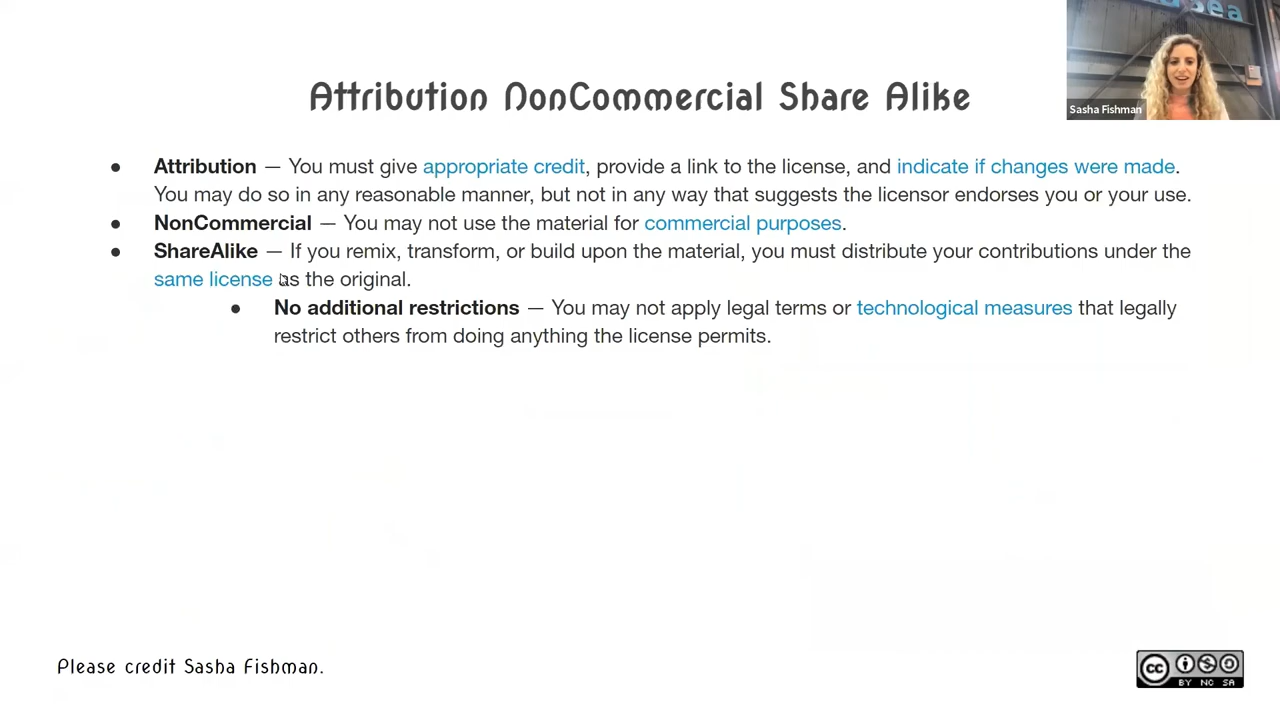 sea
Sasha Fishman
Attribution NonCommercial Share Alike
● Attribution — You must give appropriate credit, provide a link to the license, and indicate if changes were made.
You may do so in any reasonable manner, but not in any way that suggests the licensor endorses you or your use.
● NonCommercial — You may not use the material for commercial purposes.
● ShareAlike — If you remix, transform, or build upon the material, you must distribute your contributions under the
same license as the original.
● No additional restrictions — You may not apply legal terms or technological measures that legally
restrict others from doing anything the license permits.
Please credit Sasha Fishman.
cc
BY NC SA